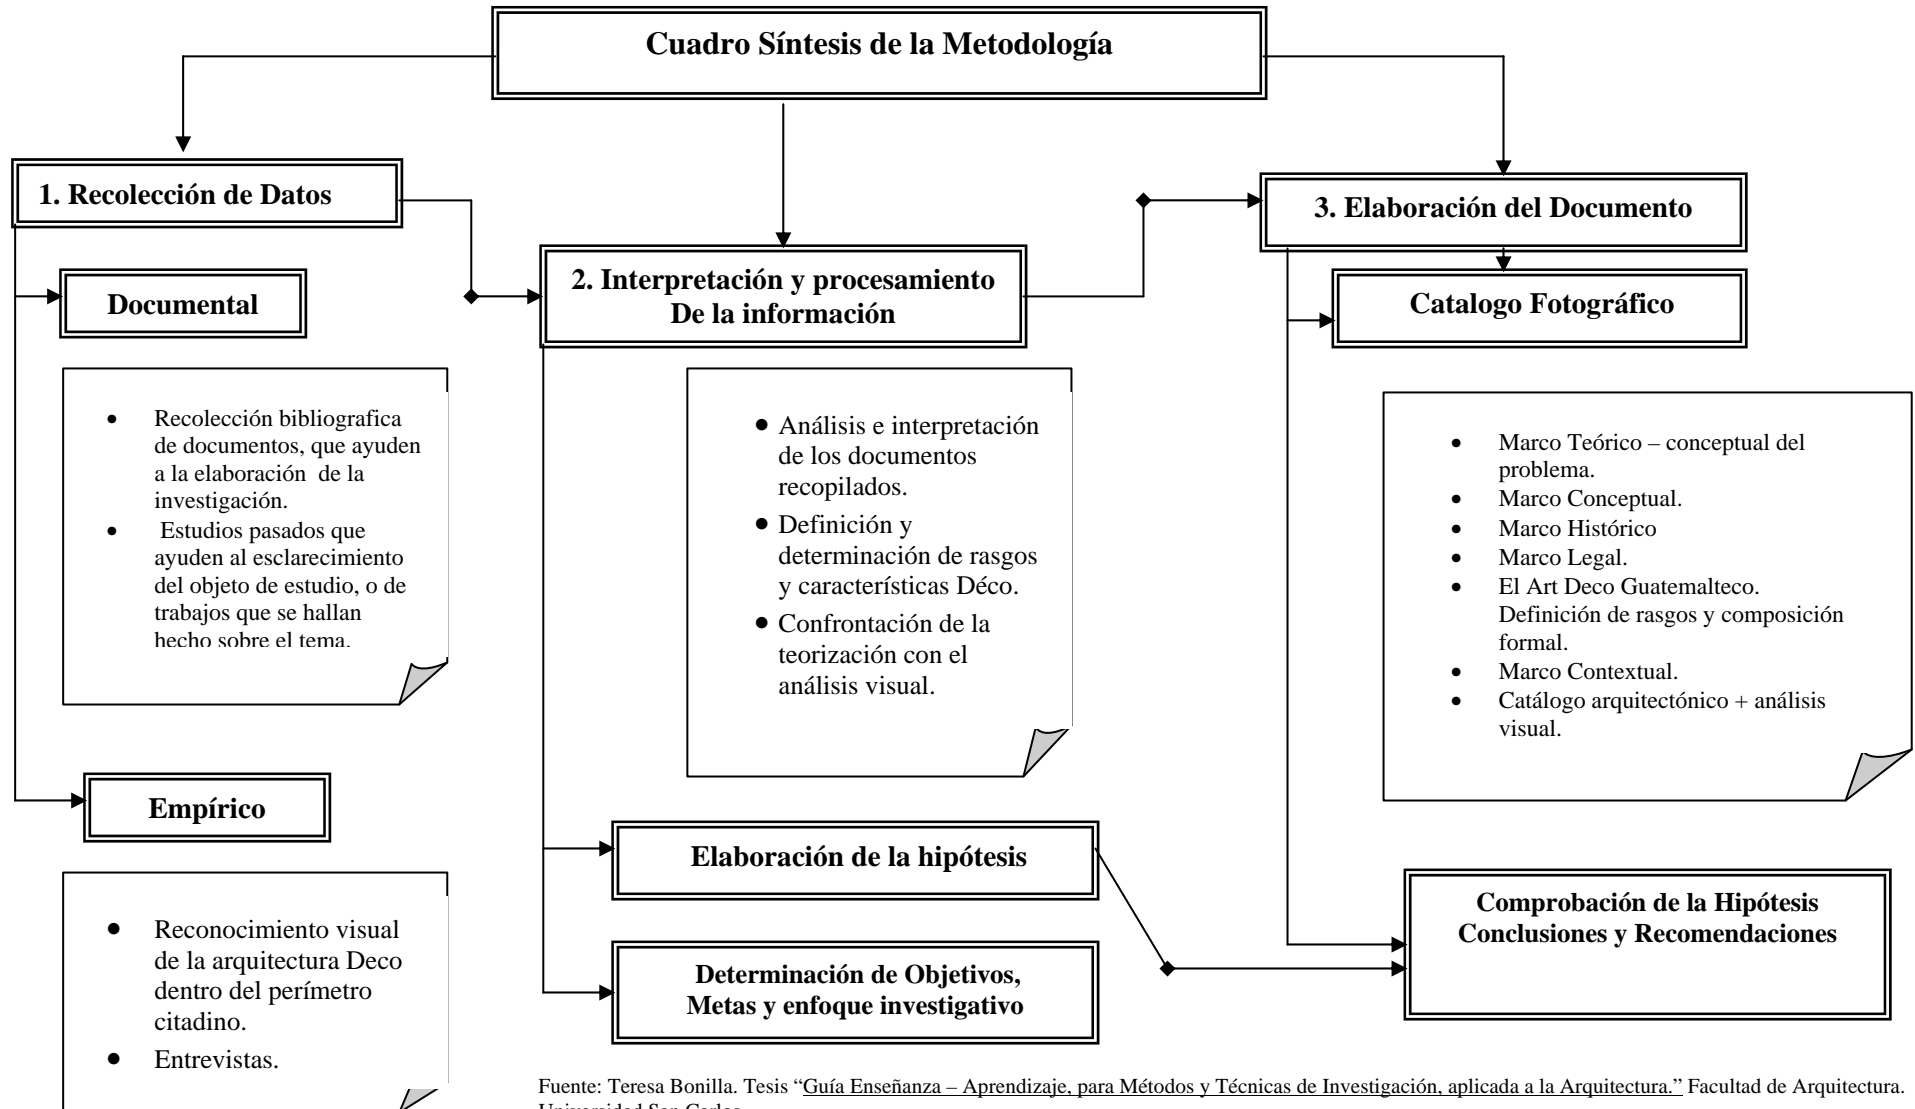 Cuadro Síntesis de la Metodología
1. Recolección de Datos
Documental
• Recolección bibliografica
de documentos, que ayuden
a la elaboración de la
investigación.
• Estudios pasados que
ayuden al esclarecimiento
del objeto de estudio, o de
trabajos que se hallan
hecho sobre el tema.
Empírico
• Reconocimiento visual
de la arquitectura Deco
dentro del perímetro
citadino.
• Entrevistas.
2. Interpretación y procesamiento
De la información
• Análisis e interpretación
de los documentos
recopilados.
• Definición y
determinación de rasgos
y características Déco.
• Confrontación de la
teorización con el
análisis visual.
Elaboración de la hipótesis
Determinación de Objetivos,
Metas y enfoque investigativo
3. Elaboración del Documento
Catalogo Fotográfico
• Marco Teórico – conceptual del
problema.
• Marco Conceptual.
• Marco Histórico
• Marco Legal.
• El Art Deco Guatemalteco.
Definición de rasgos y composición
formal.
• Marco Contextual.
• Catálogo arquitectónico + análisis
visual.
Comprobación de la Hipótesis
Conclusiones y Recomendaciones
Fuente: Teresa Bonilla. Tesis “Guía Enseñanza – Aprendizaje, para Métodos y Técnicas de Investigación, aplicada a la Arquitectura.” Facultad de Arquitectura.
Universidad San Carlos